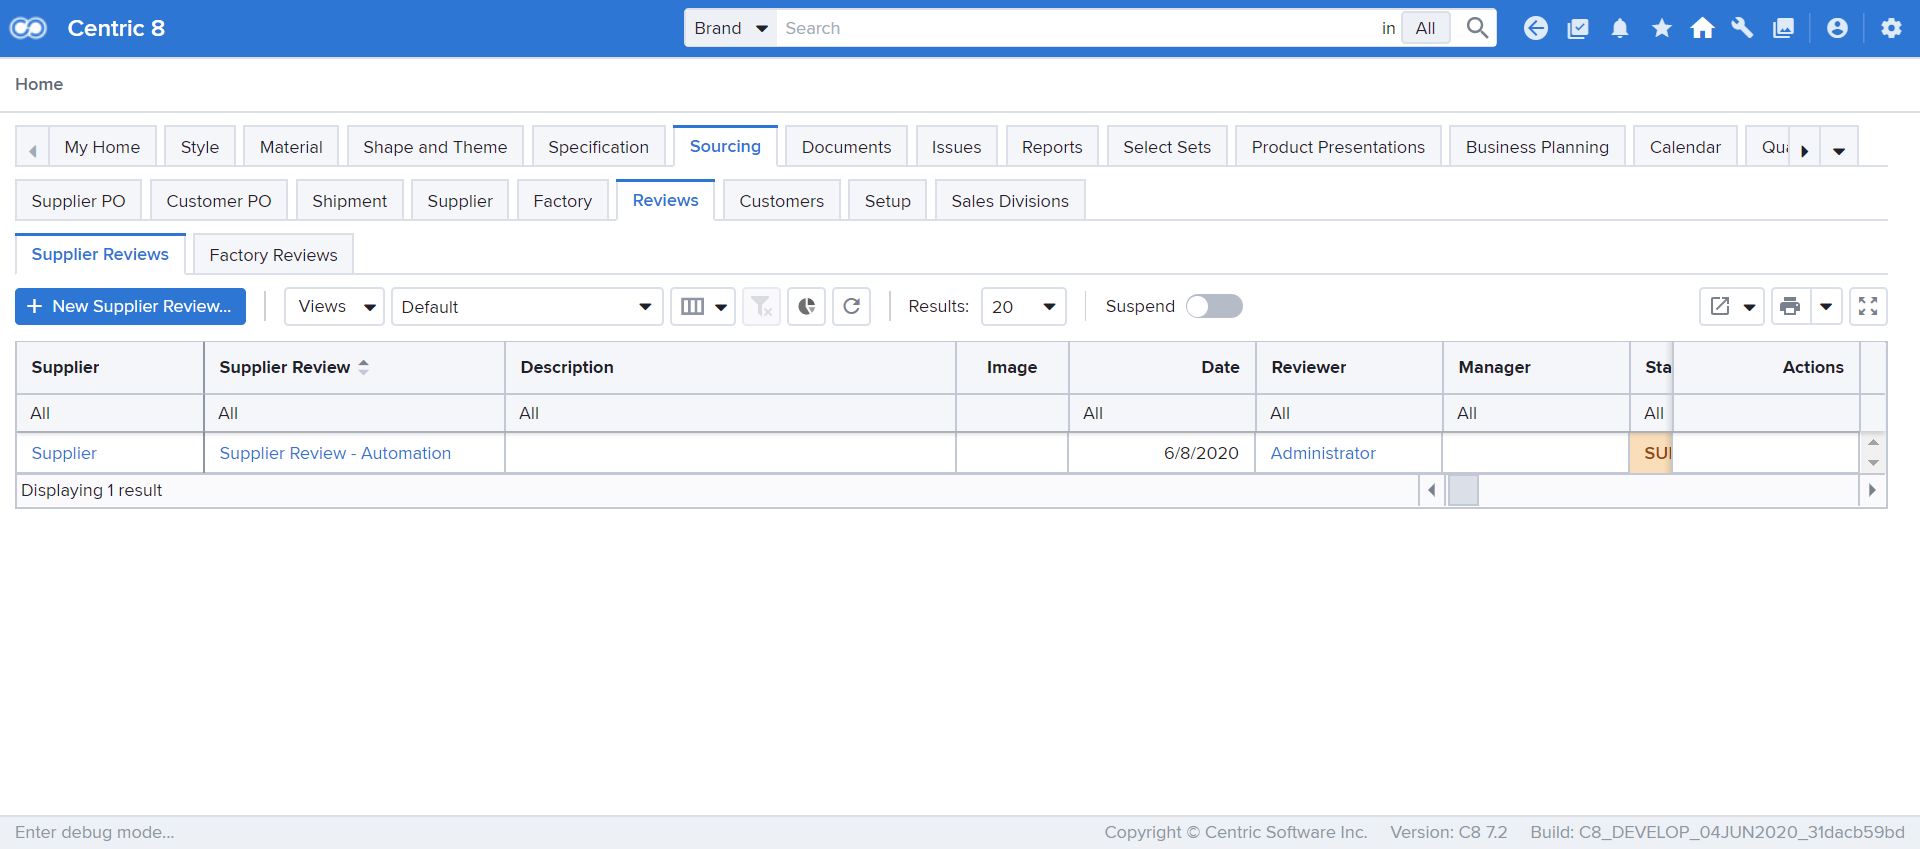 Centric 8
Brand Search in All
Home
My Home Style Material Shape and Theme Specification Sourcing Documents Issues Reports Select Sets Product Presentations Business Planning Calendar Qua
Supplier PO Customer PO Shipment Supplier Factory Reviews Customers Setup Sales Divisions
Supplier Reviews Factory Reviews
+ New Supplier Review... Views Default Results: 20 Suspend
Supplier Supplier Review Description Image Date Reviewer Manager Sta Actions
All All All All All All All
Supplier Supplier Review - Automation 6/8/2020 Administrator SUI
Displaying 1 result
Enter debug mode... Copyright © Centric Software Inc. Version: C8 7.2 Build: C8_DEVELOP_04JUN2020_31dacb59bd